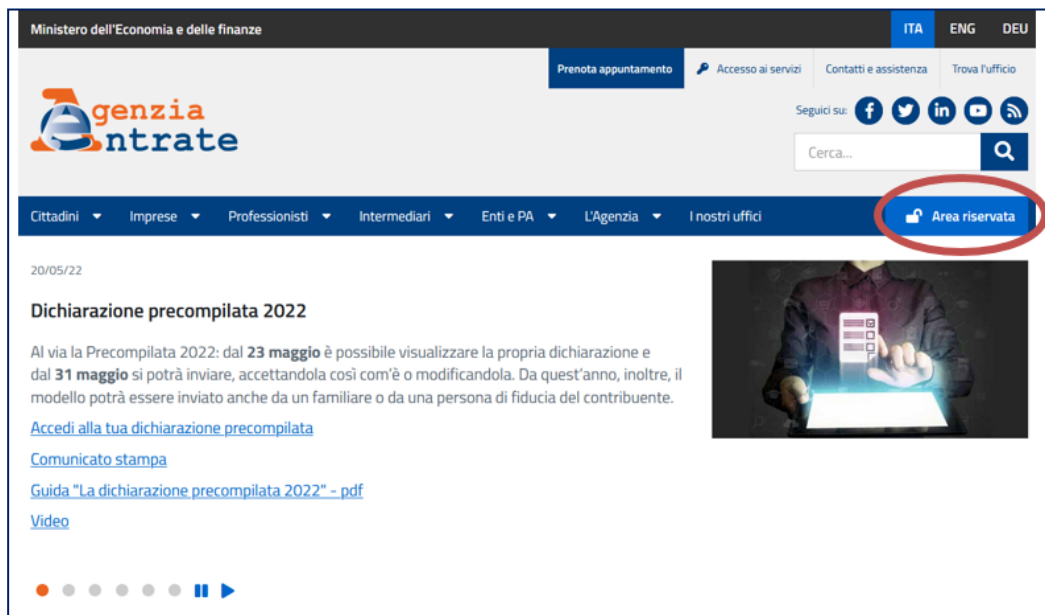 Ministero dell'Economia e delle finanze
ITA ENG DEU
Prenota appuntamento Accesso ai servizi Contatti e assistenza Trova l'ufficio
Agenzia
Entrate
Seguici su:
Cerca...
Cittadini Imprese Professionisti Intermediari Enti e PA L'Agenzia I nostri uffici Area riservata
20/05/22
Dichiarazione precompilata 2022
Al via la Precompilata 2022: dal 23 maggio è possibile visualizzare la propria dichiarazione e
dal 31 maggio si potrà inviare, accettandola così com'è o modificandola. Da quest'anno, inoltre, il
modello potrà essere inviato anche da un familiare o da una persona di fiducia del contribuente.
Accedi alla tua dichiarazione precompilata
Comunicato stampa
Guida "La dichiarazione precompilata 2022" - pdf
Video